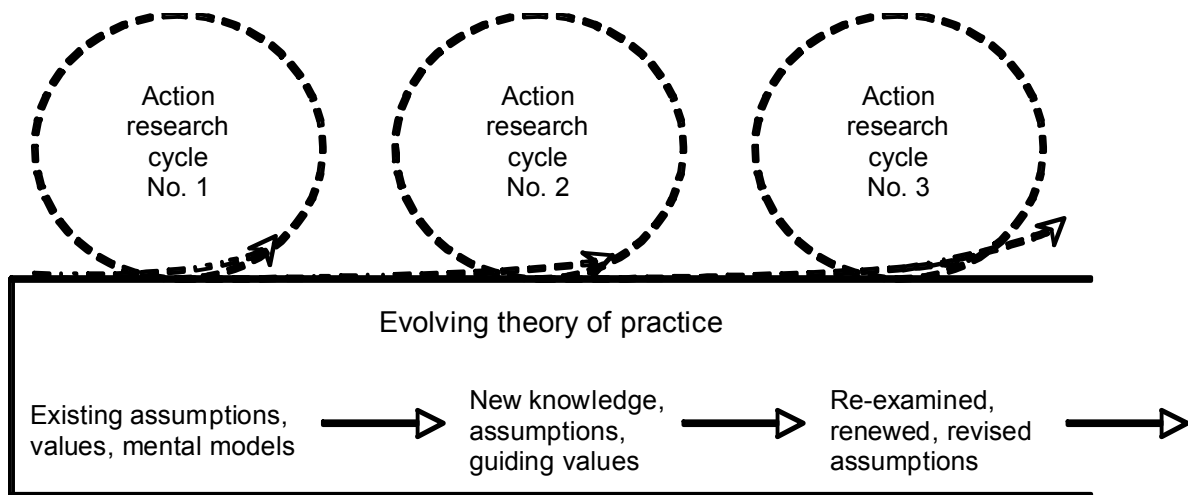 Action
research
cycle
No. 1
Action
research
cycle
No. 2
Action
research
cycle
No. 3
Evolving theory of practice
Existing assumptions,
values, mental models
New knowledge,
assumptions,
guiding values
Re-examined,
renewed, revised
assumptions